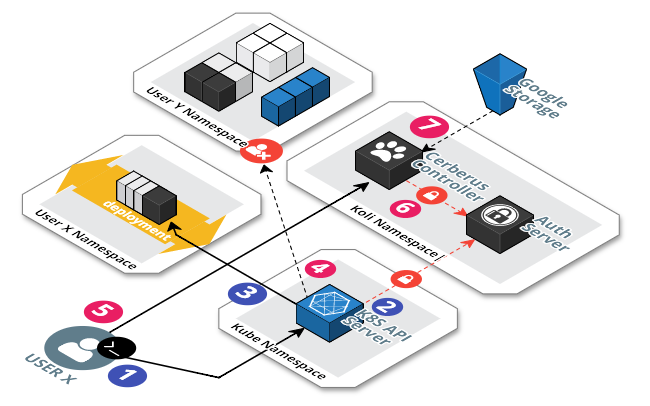 User Y Namespace
Google
Storage
7
Cerberus
Controller
6
Auth
Server
Koli Namespace
deployment
User X Namespace
4
3
2
K8S API
Server
Kube Namespace
5
>_
USER X
1